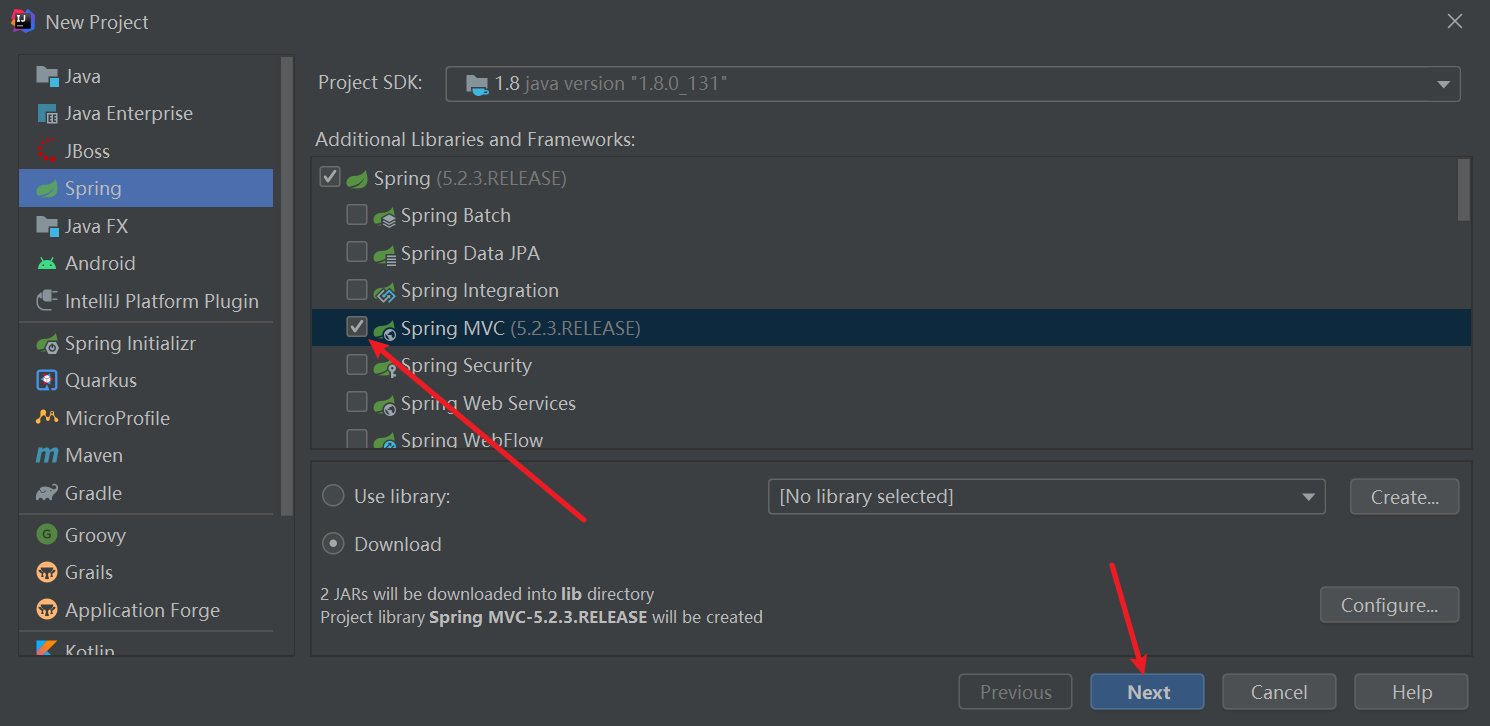 New Project
Java
Java Enterprise
JBoss
Spring
Java FX
Android
IntelliJ Platform Plugin
Spring Initializr
Quarkus
MicroProfile
Maven
Gradle
Groovy
Grails
Application Forge
Kotlin
Project SDK: 1.8 java version "1.8.0_131"
Additional Libraries and Frameworks:
Spring (5.2.3.RELEASE)
Spring Batch
Spring Data JPA
Spring Integration
Spring MVC (5.2.3.RELEASE)
Spring Security
Spring Web Services
Spring WebFlow
Use library: [No library selected] Create...
Download
2 JARs will be downloaded into lib directory
Project library Spring MVC-5.2.3.RELEASE will be created
Configure...
Previous Next Cancel Help